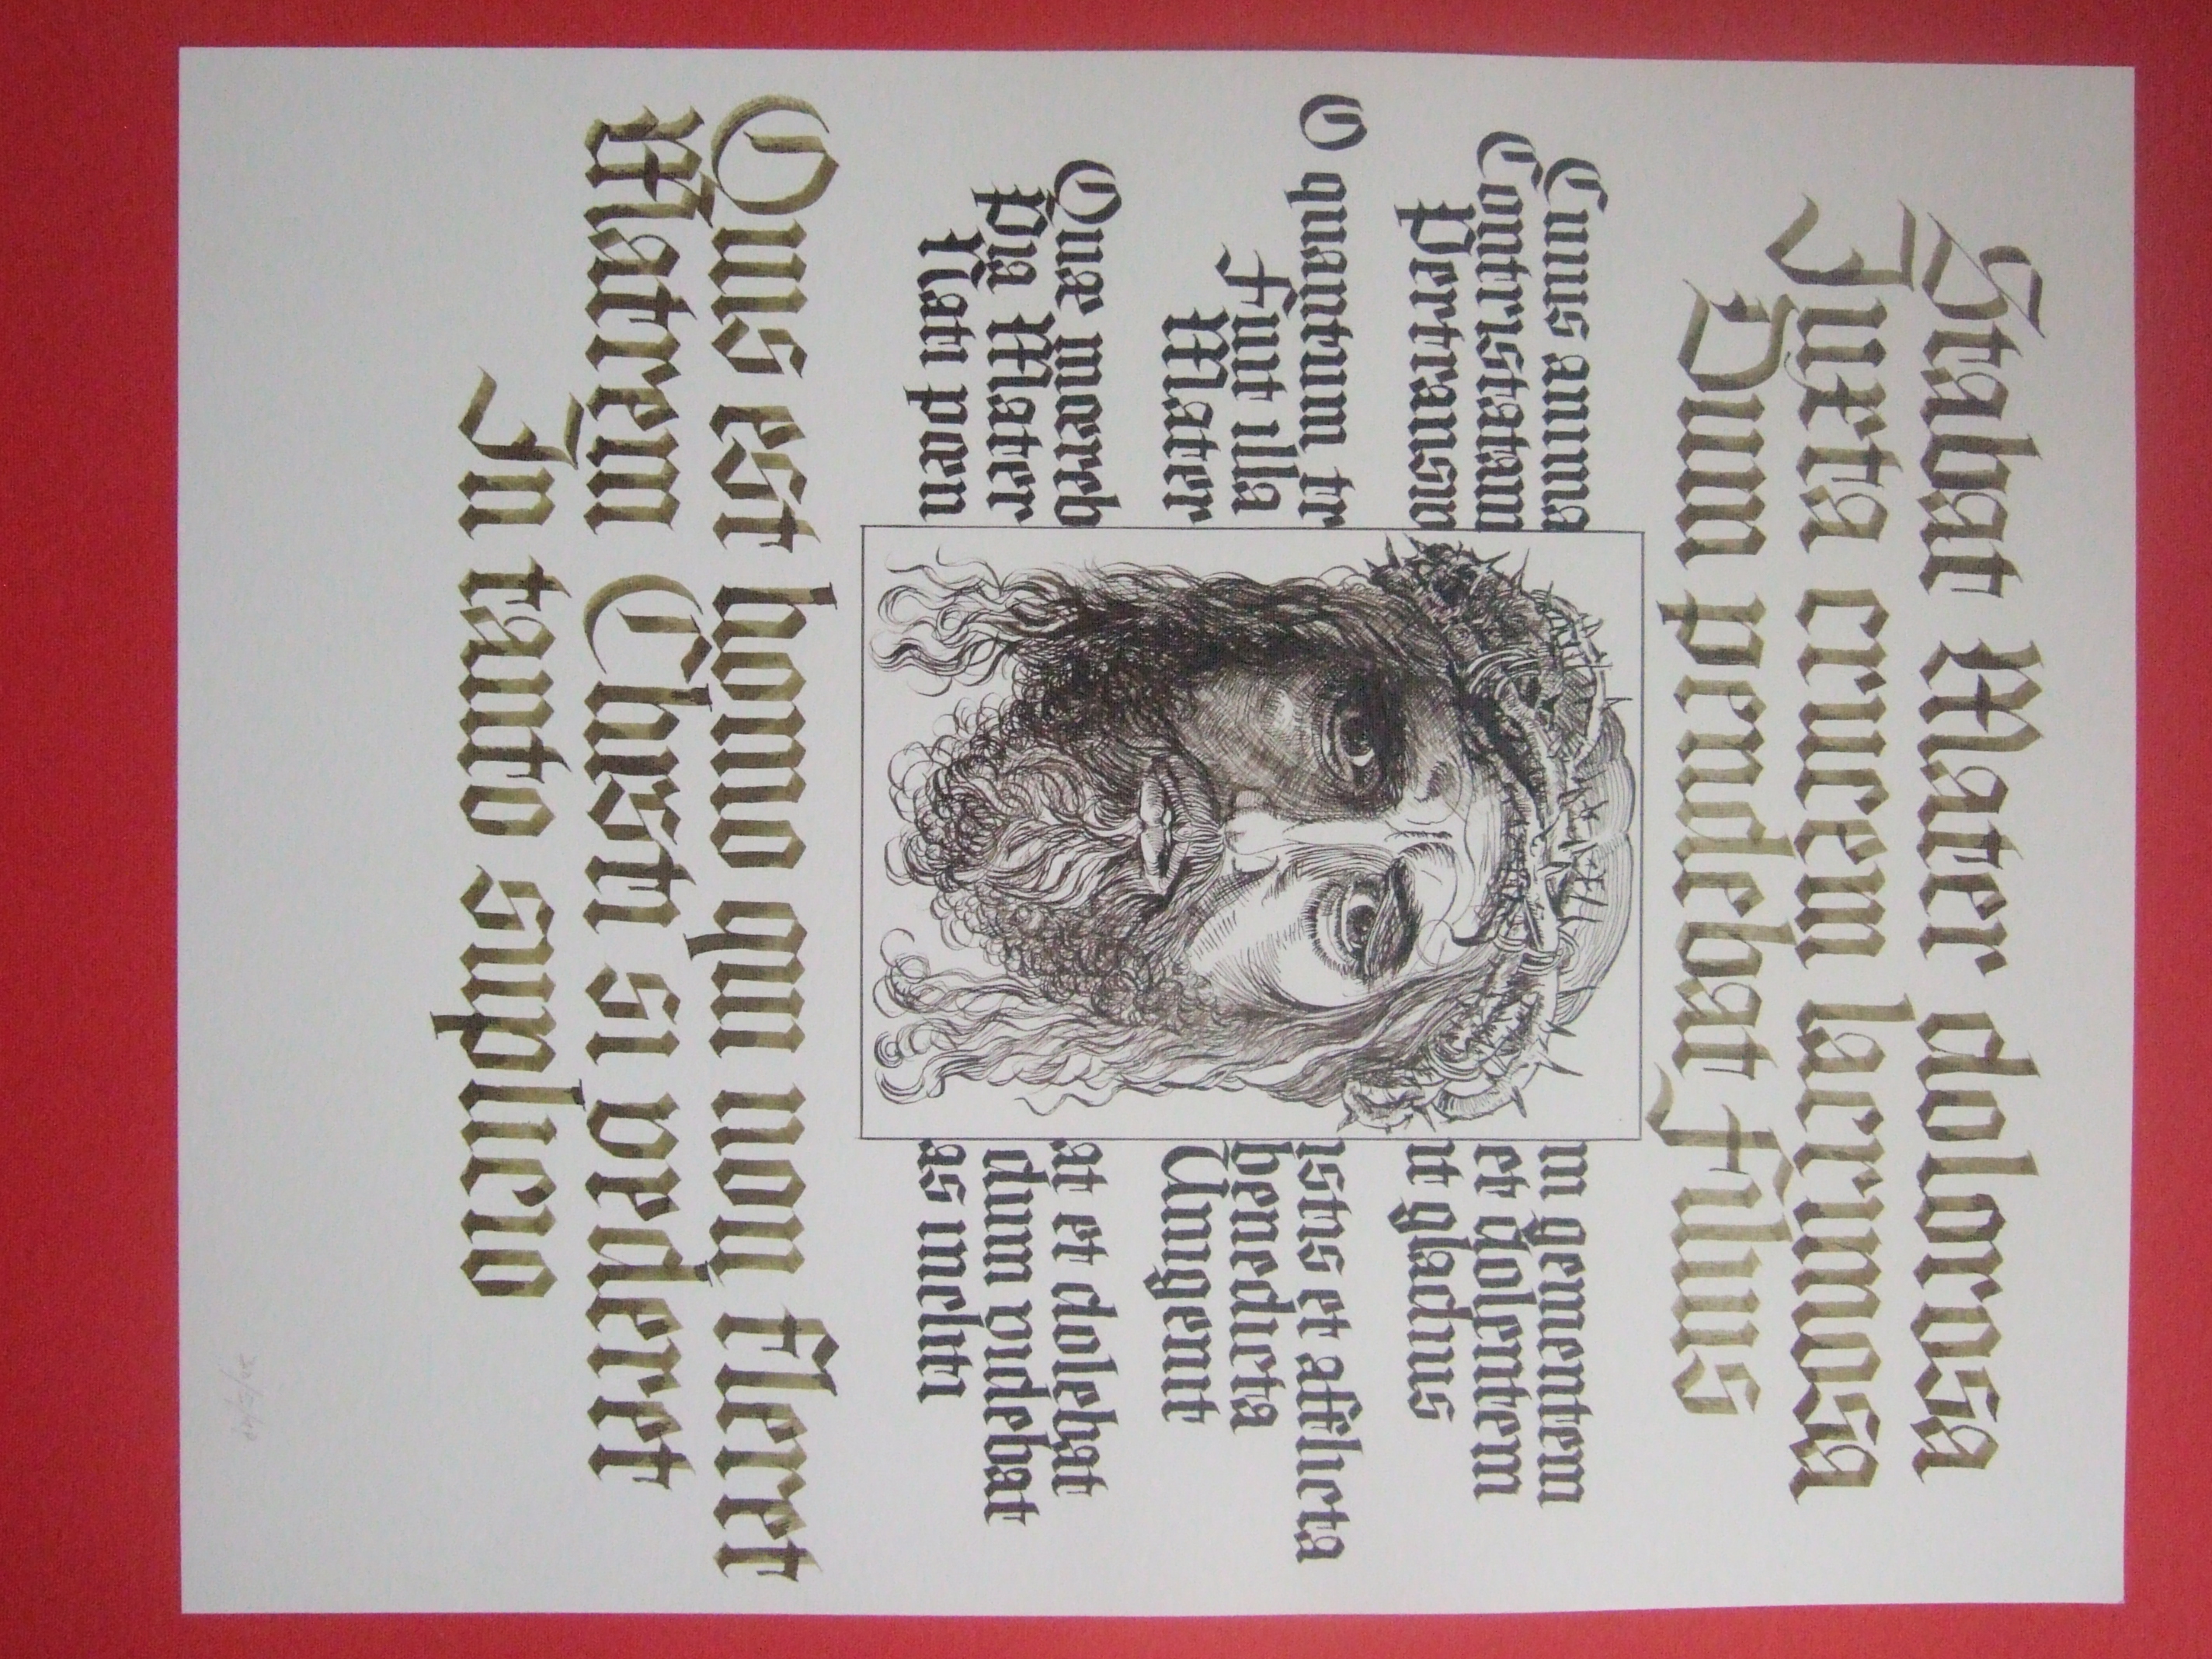 Stabat Mater dolorosa
Juxta crucem lacrimosa
Dum pendebat Filius
Cuius animam gementem
Contristatam et dolentem
Pertransivit gladius
O quantum tristis et afflicta
Fuit illa benedicta
Mater Unigenit
Quae moerebat et dolebat
Pia Mater dum videbat
Nati poenas incliti
Quis est homo qui non fleret
Matrem Christi si videret
In tanto suplicio